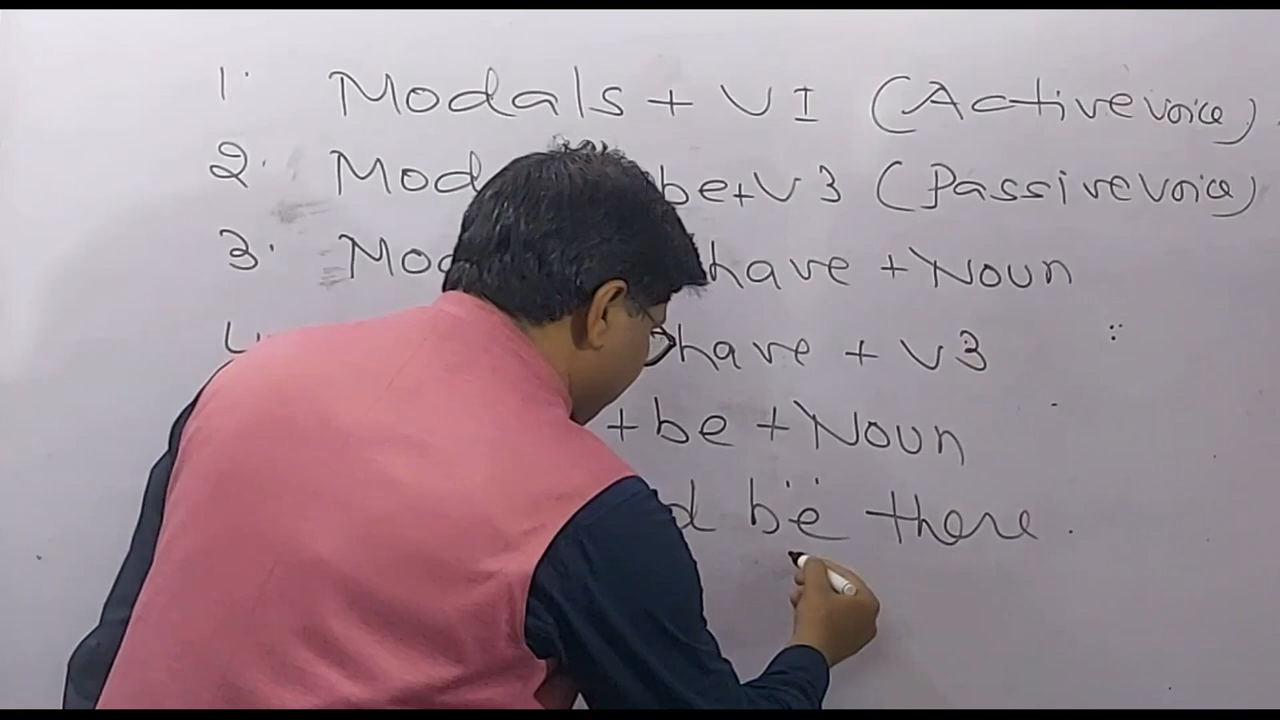 1. Modals + V I (Active voice)
2. Mod be + V3 (Passive voice)
3. Mod have + Noun
4 have + V3
+ be + Noun
d be there.